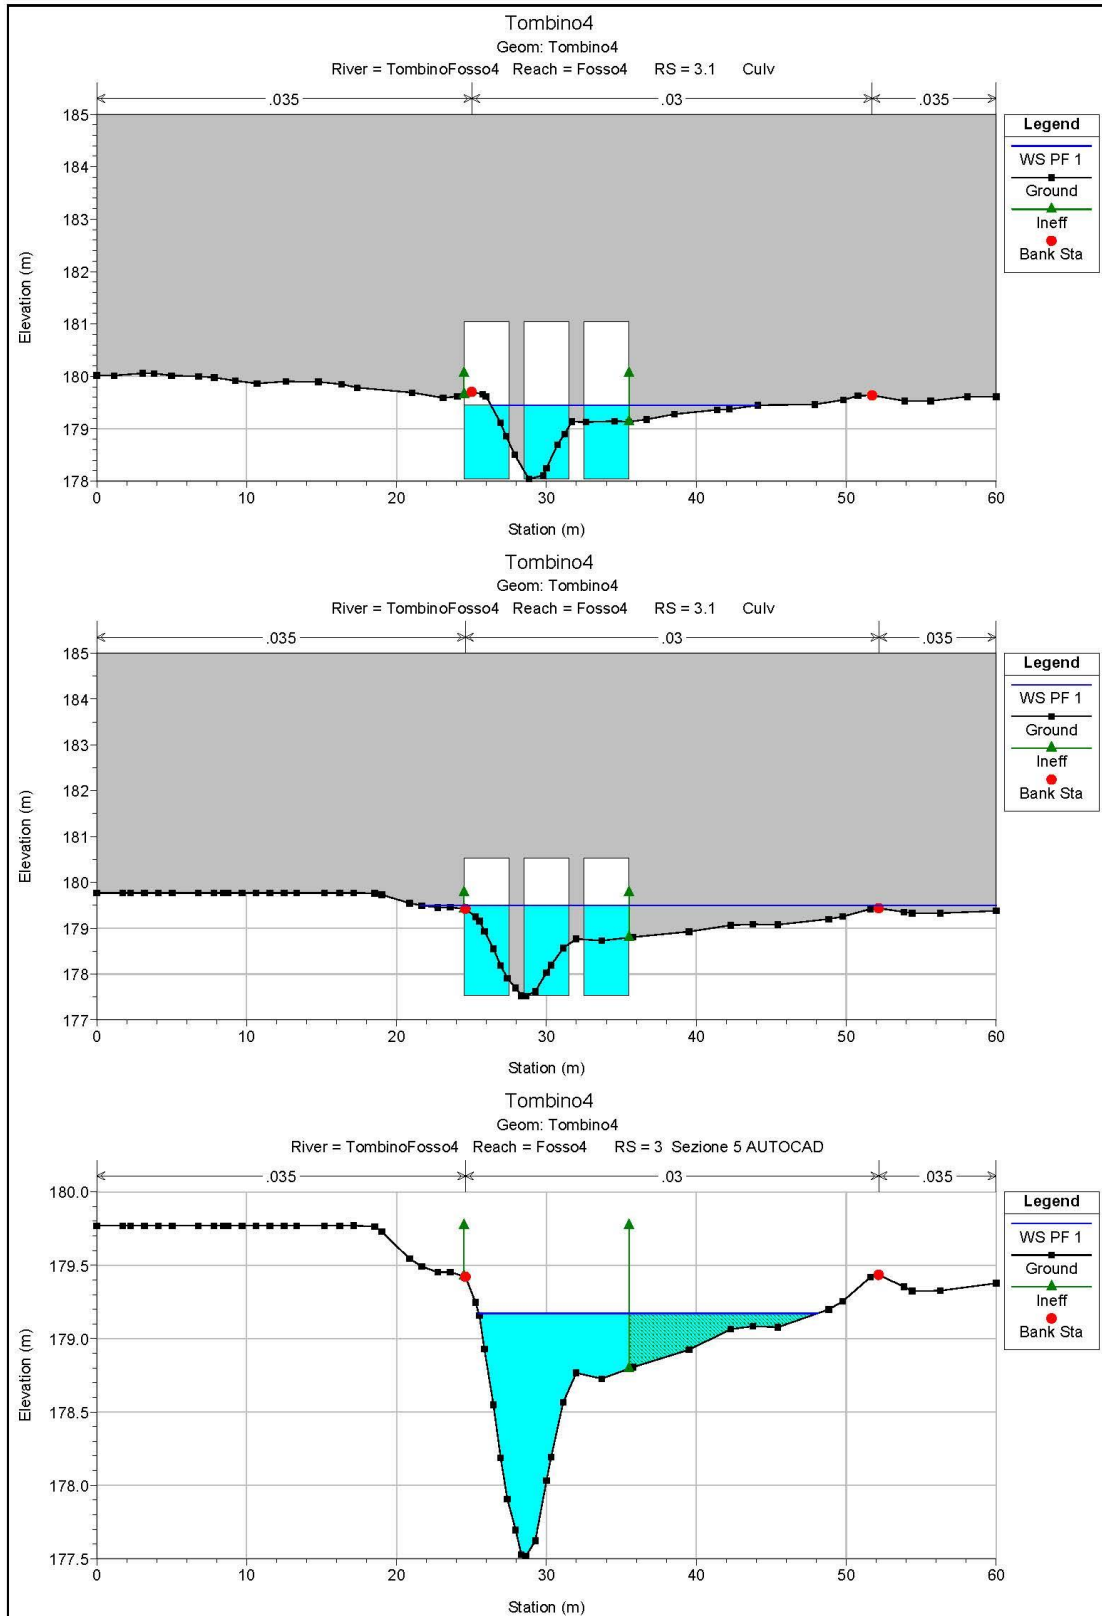 Tombino4
Geom: Tombino4
River = TombinoFosso4 Reach = Fosso4 RS = 3.1 Culv
.035 .03 .035
185
184
183
182
181
180
179
178
Elevation (m)
0 10 20 30 40 50 60
Station (m)
Legend
WS PF 1
Ground
Ineff
Bank Sta
Tombino4
Geom: Tombino4
River = TombinoFosso4 Reach = Fosso4 RS = 3.1 Culv
.035 .03 .035
185
184
183
182
181
180
179
178
177
Elevation (m)
0 10 20 30 40 50 60
Station (m)
Legend
WS PF 1
Ground
Ineff
Bank Sta
Tombino4
Geom: Tombino4
River = TombinoFosso4 Reach = Fosso4 RS = 3 Sezione 5 AUTOCAD
.035 .03 .035
180.0
179.5
179.0
178.5
178.0
177.5
Elevation (m)
0 10 20 30 40 50 60
Station (m)
Legend
WS PF 1
Ground
Ineff
Bank Sta